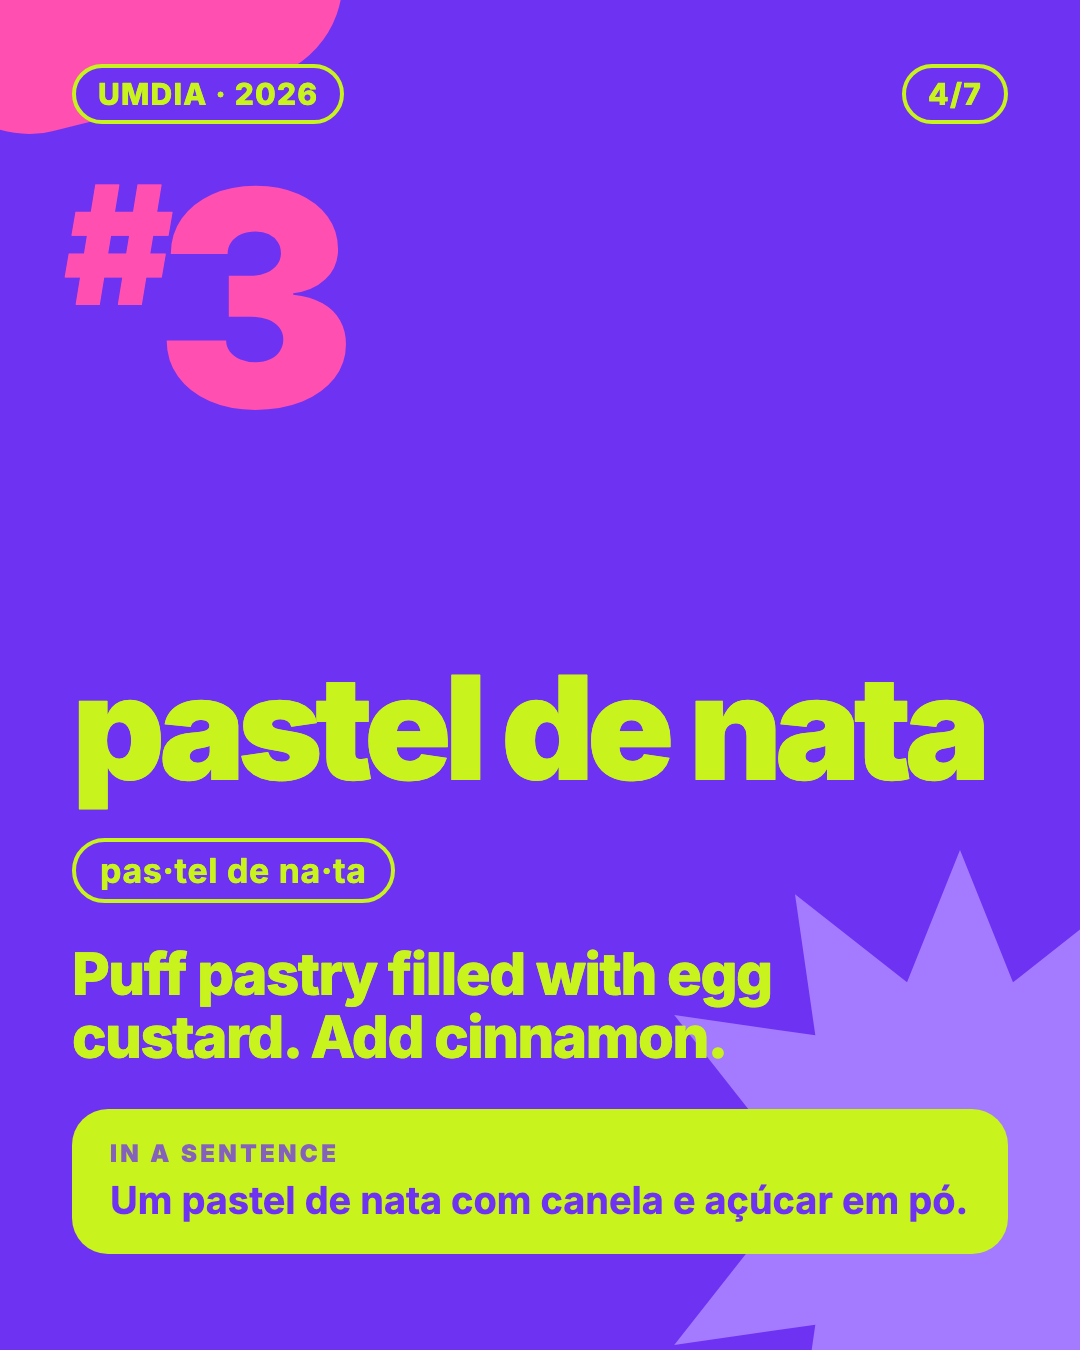 UMDIA · 2026
4/7
#3
pastel de nata
pas·tel de na·ta
Puff pastry filled with egg
custard. Add cinnamon.
IN A SENTENCE
Um pastel de nata com canela e açúcar em pó.